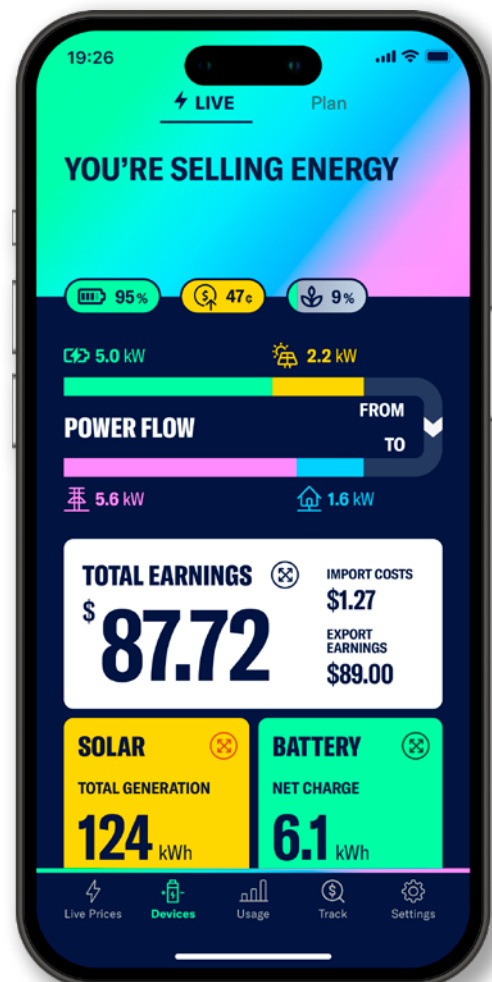 19:26
LIVE
Plan
YOU'RE SELLING ENERGY
95%
47¢
9%
5.0 kW
2.2 kW
FROM
POWER FLOW
TO
5.6 kW
1.6 kW
TOTAL EARNINGS
$87.72
IMPORT COSTS
$1.27
EXPORT
EARNINGS
$89.00
SOLAR
TOTAL GENERATION
124 kWh
BATTERY
NET CHARGE
6.1 kWh
Live Prices
Devices
Usage
Track
Settings